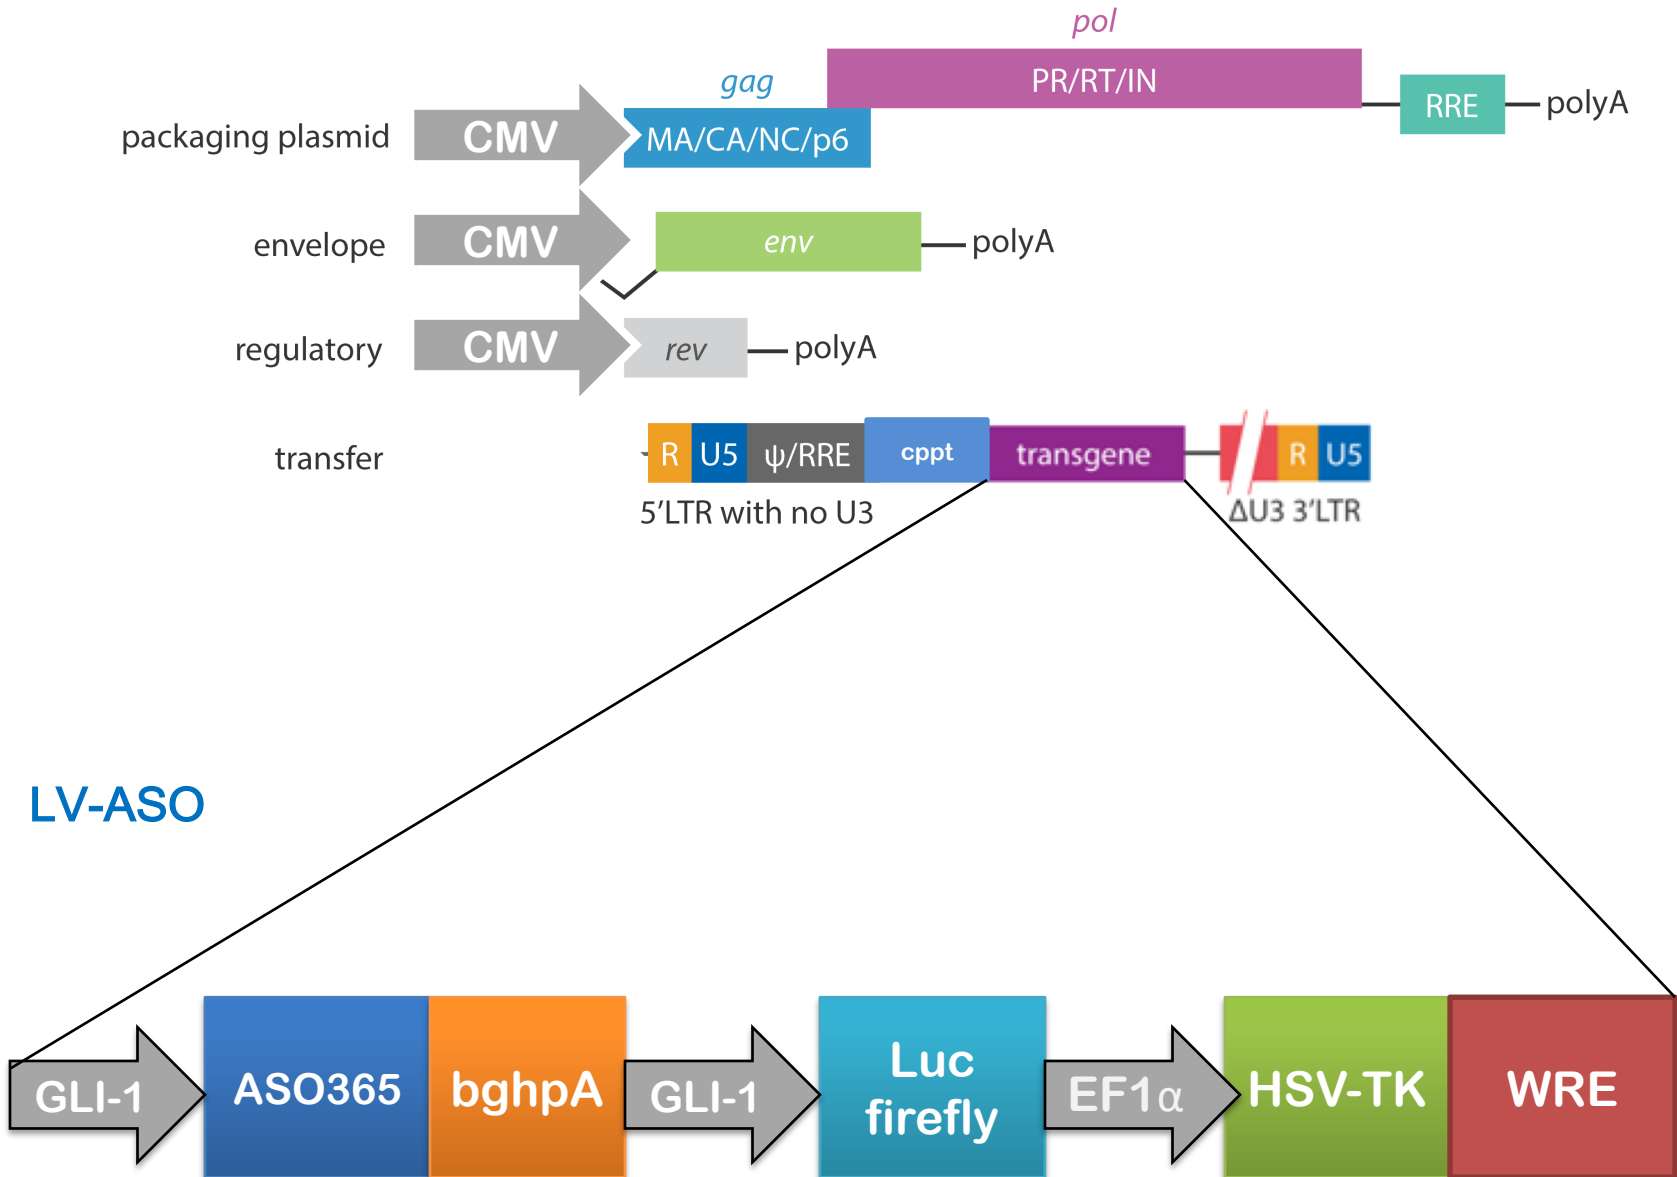 pol
gag
PR/RT/IN
RRE
polyA
packaging plasmid
CMV
MA/CA/NC/p6
envelope
CMV
env
polyA
regulatory
CMV
rev
polyA
transfer
R
U5
ψ/RRE
cppt
transgene
R
U5
5'LTR with no U3
ΔU3 3'LTR
LV-ASO
GLI-1
ASO365
bghpA
GLI-1
Luc
firefly
EF1α
HSV-TK
WRE